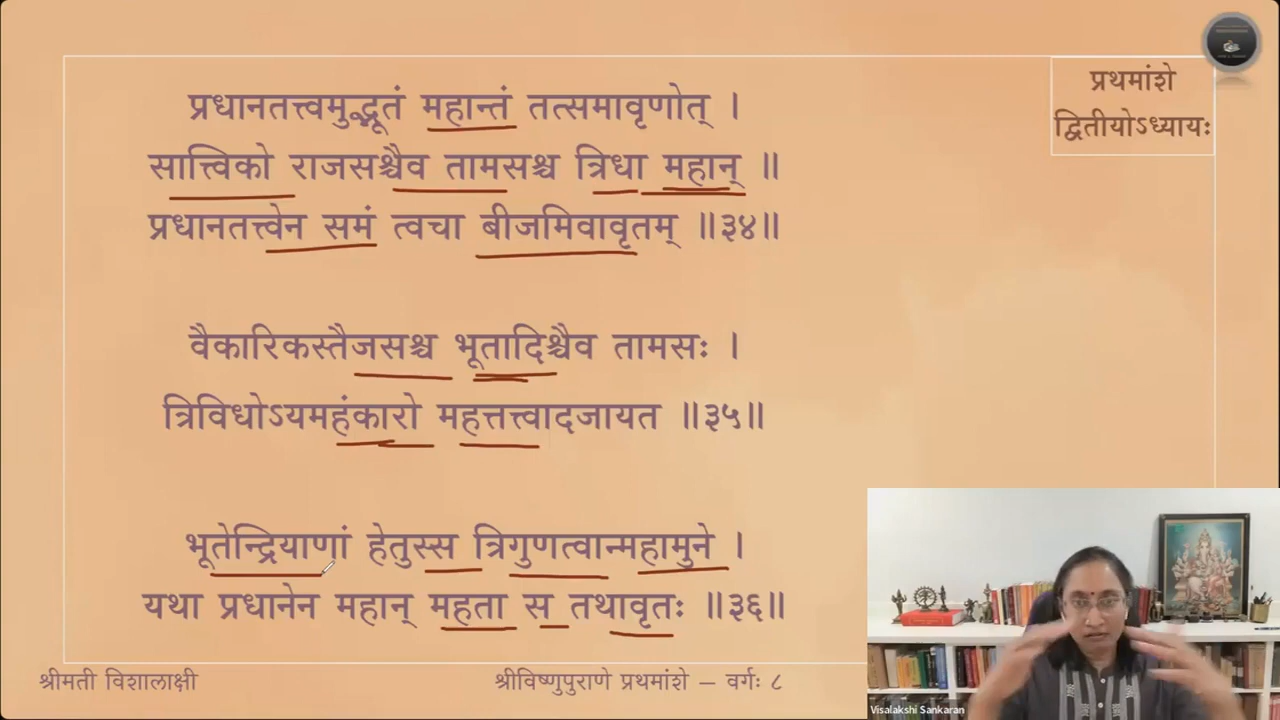 प्रधानतत्त्वमुद्भूतं महान्तं तत्समावृणोत् ।
सात्त्विको राजसश्चैव तामसश्च त्रिधा महान् ॥
प्रधानतत्त्वेन समं त्वचा बीजमिवावृतम् ॥३४॥
वैकारिकस्तैजसश्च भूतादिश्चैव तामसः ।
त्रिविधोऽयमहंकारो महत्तत्त्वादजायत ॥३५॥
भूतेन्द्रियाणां हेतुस्स त्रिगुणत्वान्महामुने ।
यथा प्रधानेन महान् महता स तथावृतः ॥३६॥
प्रथमांशे
द्वितीयोऽध्यायः
श्रीमती विशालाक्षी
श्रीविष्णुपुराणे प्रथमांशे – वर्गः ८
Visalakshi Sankaran